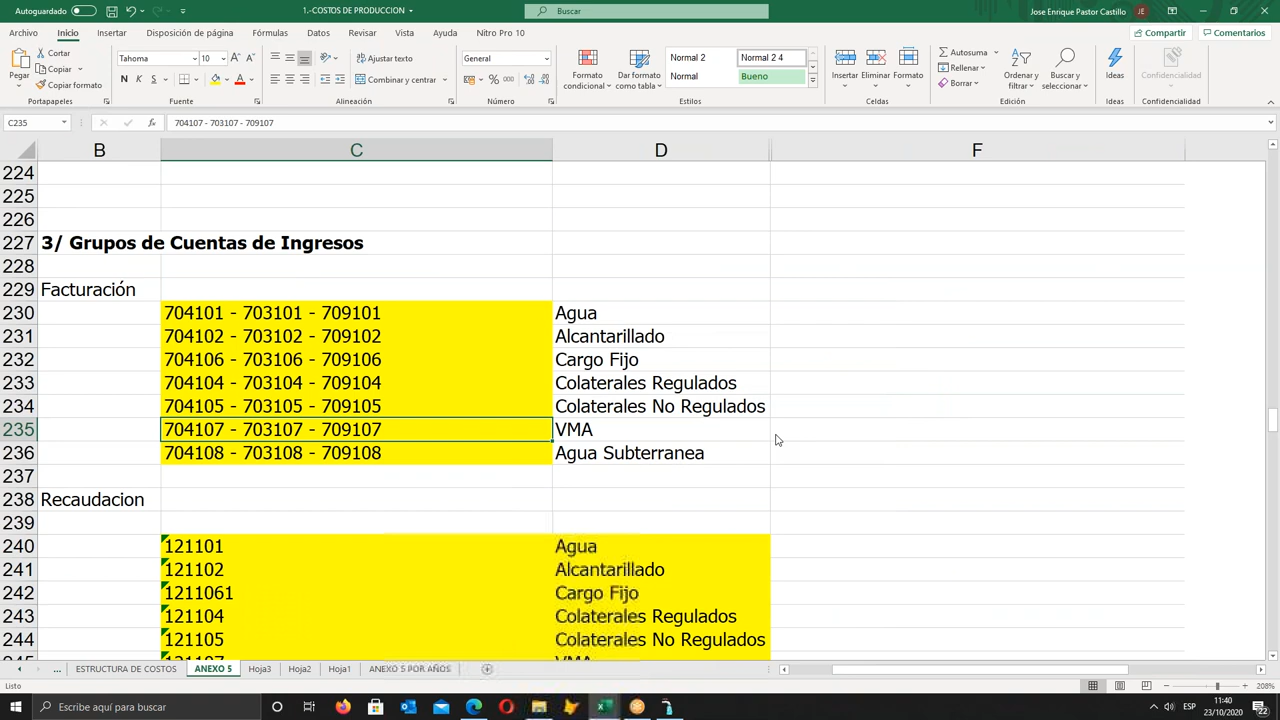 Autoguardado
1.-COSTOS DE PRODUCCION
Buscar
Jose Enrique Pastor Castillo
JE
Archivo Inicio Insertar Disposición de página Fórmulas Datos Revisar Vista Ayuda Nitro Pro 10
Compartir Comentarios
Pegar
Cortar
Copiar
Copiar formato
Portapapeles
Tahoma 10
N K S
Fuente
Ajustar texto
Combinar y centrar
Alineación
General
% 000
Número
Formato condicional
Dar formato como tabla
Normal 2 Normal 2 4
Normal Bueno
Estilos
Insertar Eliminar Formato
Celdas
Autosuma
Rellenar
Borrar
Ordenar y filtrar
Buscar y seleccionar
Edición
Ideas
Ideas
Confidencialidad
Confidencialidad
C235 fx 704107 - 703107 - 709107
B C D F
224
225
226
227 3/ Grupos de Cuentas de Ingresos
228
229 Facturación
230 704101 - 703101 - 709101 Agua
231 704102 - 703102 - 709102 Alcantarillado
232 704106 - 703106 - 709106 Cargo Fijo
233 704104 - 703104 - 709104 Colaterales Regulados
234 704105 - 703105 - 709105 Colaterales No Regulados
235 704107 - 703107 - 709107 VMA
236 704108 - 703108 - 709108 Agua Subterranea
237
238 Recaudacion
239
240 121101 Agua
241 121102 Alcantarillado
242 1211061 Cargo Fijo
243 121104 Colaterales Regulados
244 121105 Colaterales No Regulados
... ESTRUCTURA DE COSTOS ANEXO 5 Hoja3 Hoja2 Hoja1 ANEXO 5 POR AÑOS
Listo
208%
Escribe aquí para buscar
ESP
11:40
23/10/2020
22